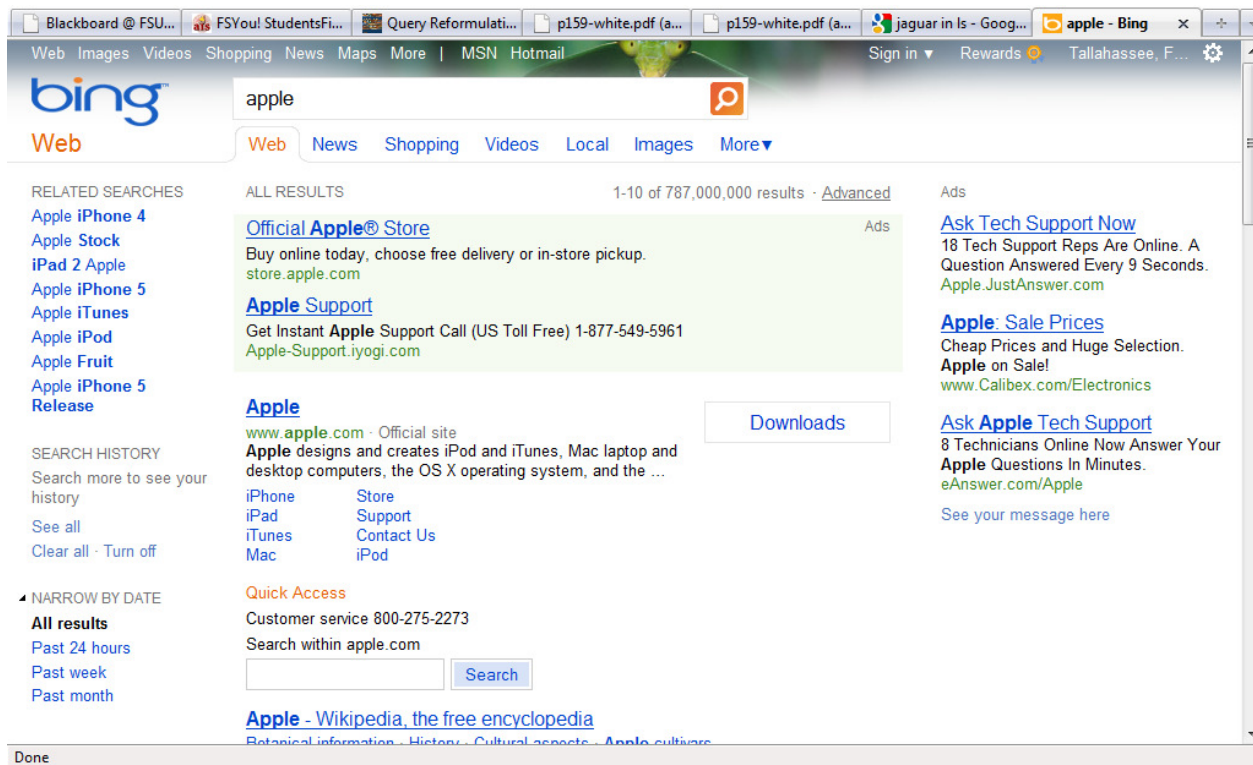 Blackboard @ FSU... FSYou! StudentsFi... Query Reformulati... p159-white.pdf (a... p159-white.pdf (a... jaguar in ls - Goog... apple - Bing
Web Images Videos Shopping News Maps More | MSN Hotmail Sign in ▼ Rewards Tallahassee, F...
bing™
apple
Web
Web News Shopping Videos Local Images More▼
RELATED SEARCHES
Apple iPhone 4
Apple Stock
iPad 2 Apple
Apple iPhone 5
Apple iTunes
Apple iPod
Apple Fruit
Apple iPhone 5
Release
SEARCH HISTORY
Search more to see your
history
See all
Clear all · Turn off
NARROW BY DATE
All results
Past 24 hours
Past week
Past month
ALL RESULTS 1-10 of 787,000,000 results · Advanced
Official Apple® Store Ads
Buy online today, choose free delivery or in-store pickup.
store.apple.com
Apple Support
Get Instant Apple Support Call (US Toll Free) 1-877-549-5961
Apple-Support.iyogi.com
Apple
www.apple.com · Official site
Apple designs and creates iPod and iTunes, Mac laptop and
desktop computers, the OS X operating system, and the ...
Downloads
iPhone Store
iPad Support
iTunes Contact Us
Mac iPod
Quick Access
Customer service 800-275-2273
Search within apple.com
Search
Apple - Wikipedia, the free encyclopedia
Botanical information · History · Cultural aspects · Apple cultivars
Ads
Ask Tech Support Now
18 Tech Support Reps Are Online. A
Question Answered Every 9 Seconds.
Apple.JustAnswer.com
Apple: Sale Prices
Cheap Prices and Huge Selection.
Apple on Sale!
www.Calibex.com/Electronics
Ask Apple Tech Support
8 Technicians Online Now Answer Your
Apple Questions In Minutes.
eAnswer.com/Apple
See your message here
Done